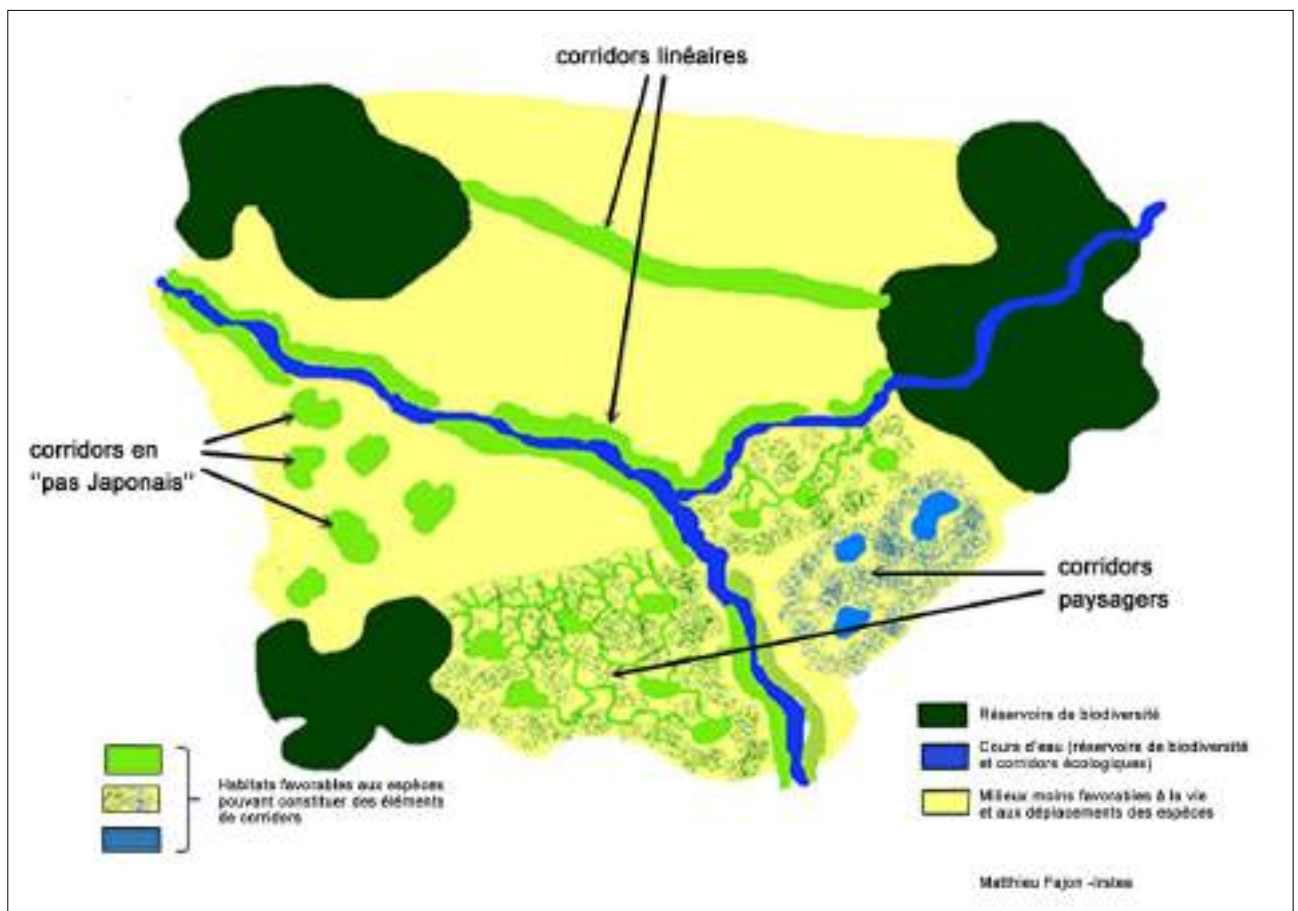 corridors linéaires
corridors en
"pas Japonais"
corridors
paysagers
Réservoirs de biodiversité
Cours d'eau (réservoire de biodiversité
et corridors écologiques)
Milieux moins favorables à la vie
et aux déplacements des espèces
Habitats favorables aux espèces
pouvant constituer des éléments
de corridors
Matthieu Fajon -Irstea